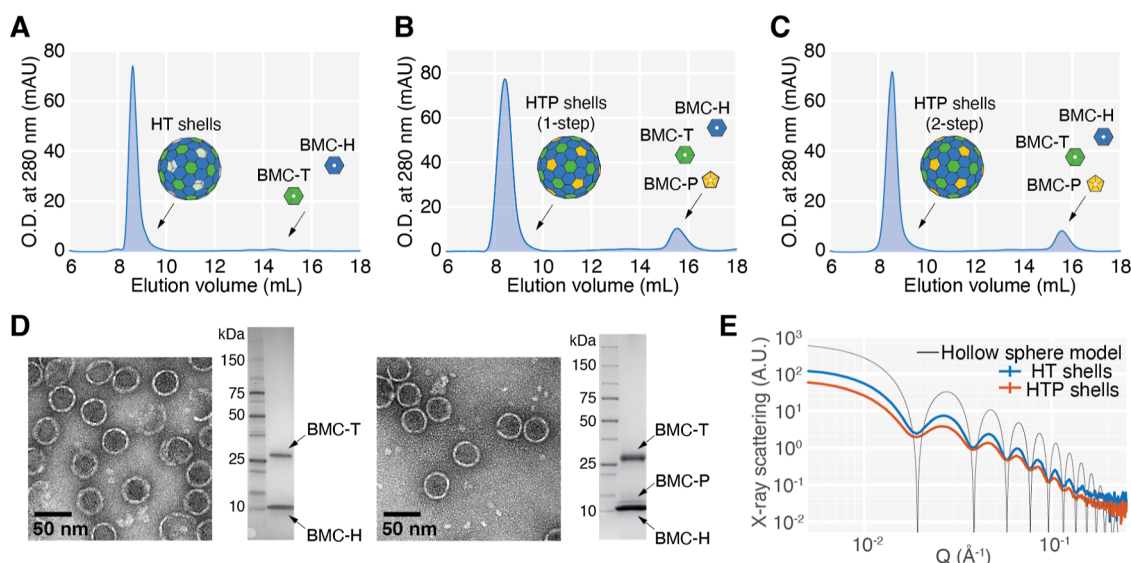 A
O.D. at 280 nm (mAU)
80
60
40
20
0
HT shells
BMC-H
BMC-T
6 8 10 12 14 16 18
Elution volume (mL)
B
O.D. at 280 nm (mAU)
80
60
40
20
0
HTP shells
(1-step)
BMC-H
BMC-T
BMC-P
6 8 10 12 14 16 18
Elution volume (mL)
C
O.D. at 280 nm (mAU)
80
60
40
20
0
HTP shells
(2-step)
BMC-H
BMC-T
BMC-P
6 8 10 12 14 16 18
Elution volume (mL)
D
50 nm
kDa
150
75
50
25
10
BMC-T
BMC-H
50 nm
kDa
150
75
50
25
10
BMC-T
BMC-P
BMC-H
E
X-ray scattering (A.U.)
10³
10²
10¹
10⁰
10⁻¹
10⁻²
Hollow sphere model
HT shells
HTP shells
10⁻² 10⁻¹
Q (Å⁻¹)